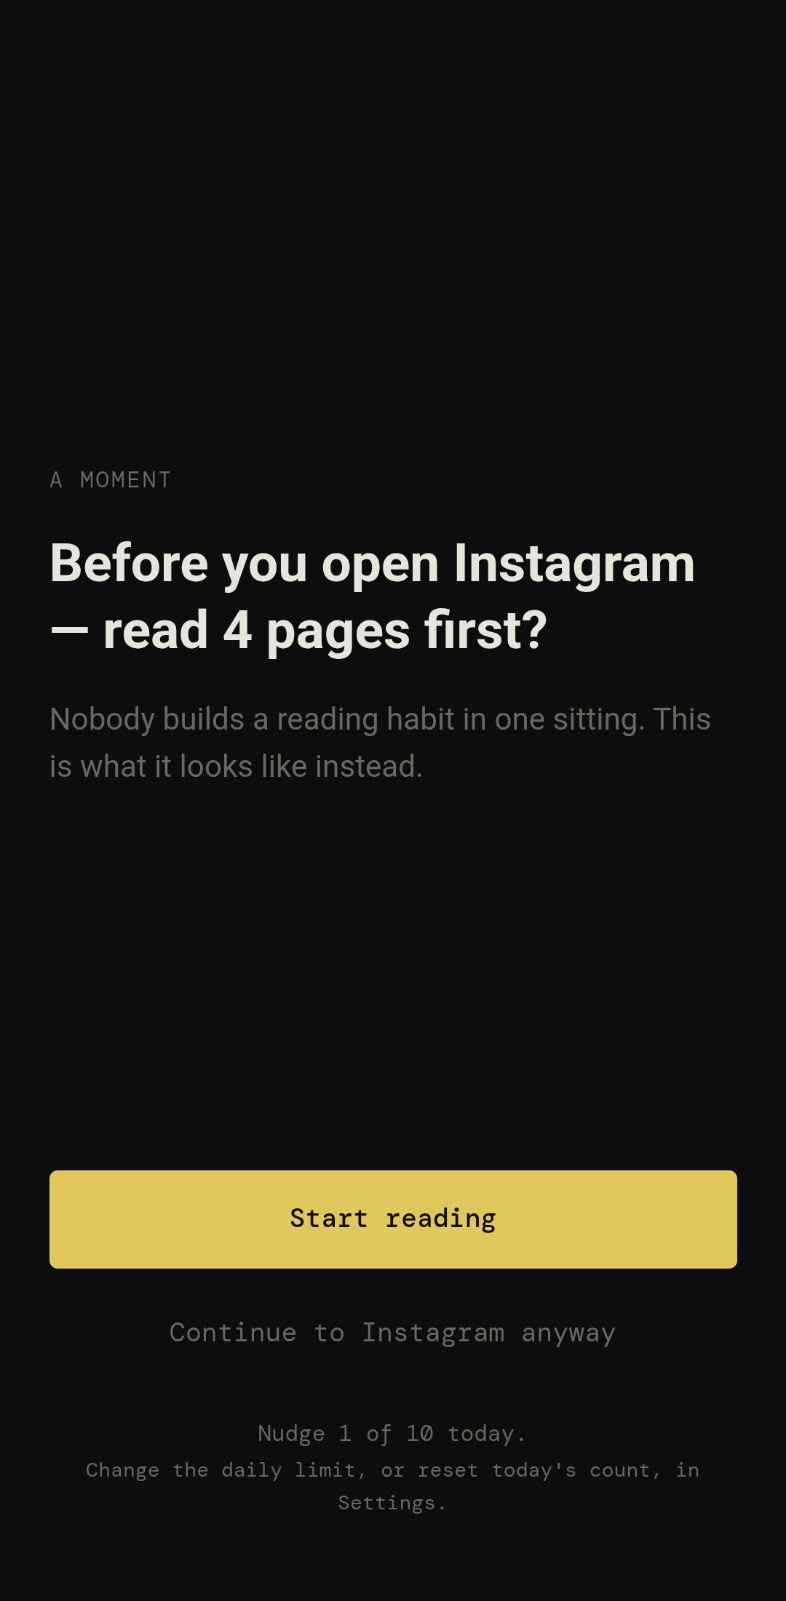 A MOMENT
Before you open Instagram
— read 4 pages first?
Nobody builds a reading habit in one sitting. This
is what it looks like instead.
Start reading
Continue to Instagram anyway
Nudge 1 of 10 today.
Change the daily limit, or reset today's count, in
Settings.